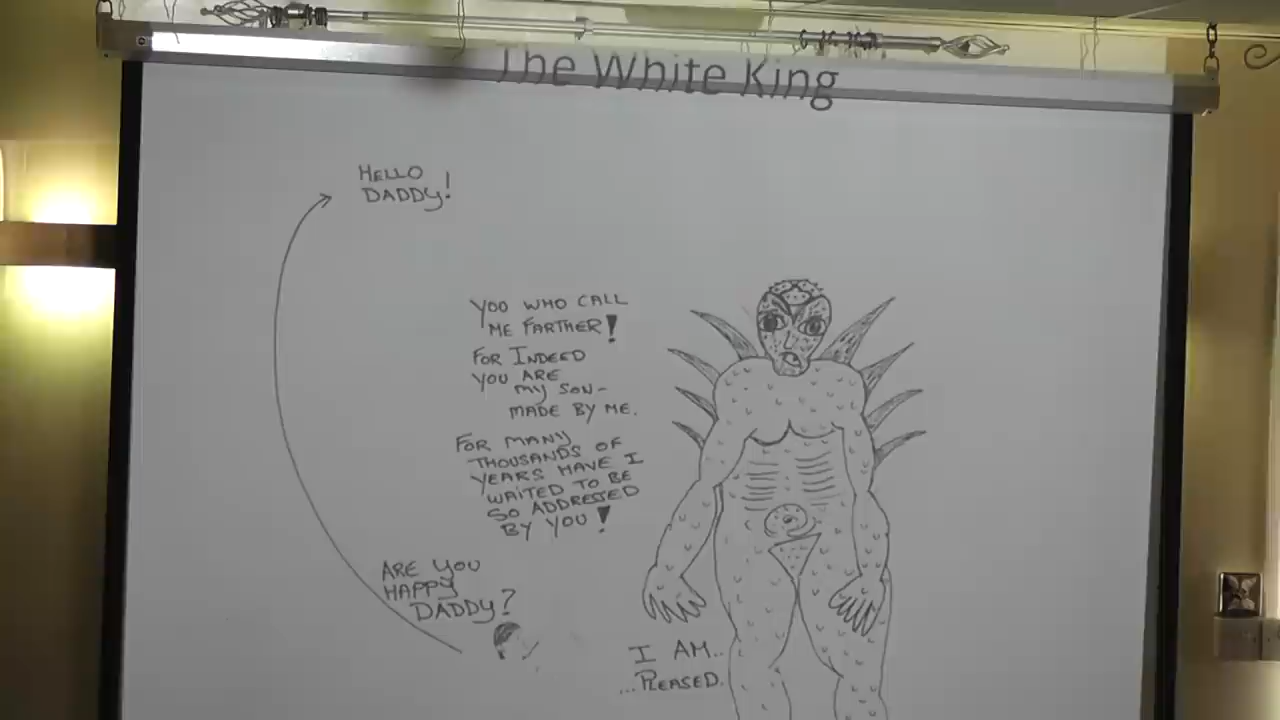 The White King
HELLO
DADDY!
YOO WHO CALL
ME FARTHER!
FOR INDEED
YOU ARE
MY SON-
MADE BY ME.
FOR MANY
THOUSANDS OF
YEARS HAVE I
WAITED TO BE
SO ADDRESSED
BY YOU!
ARE YOU
HAPPY
DADDY?
I AM..
...PLEASED.